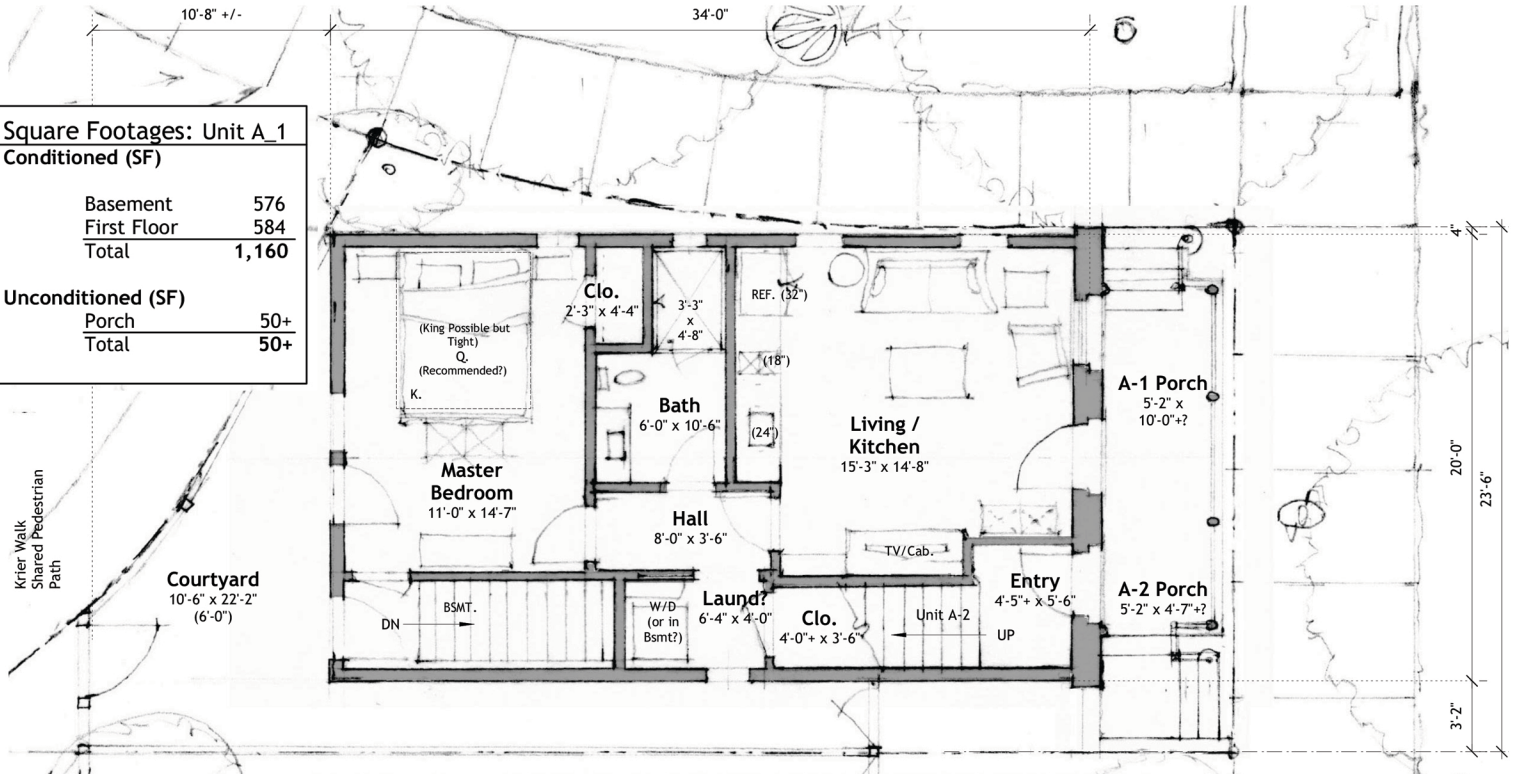 10'-8" +/-
34'-0"
Square Footages: Unit A_1
Conditioned (SF)
Basement 576
First Floor 584
Total 1,160
Unconditioned (SF)
Porch 50+
Total 50+
4"
Clo.
2'-3" x 4'-4"
3'-3"
x
4'-8"
REF. (32")
(King Possible but
Tight)
Q.
(Recommended?)
K.
(18")
(24")
Bath
6'-0" x 10'-6"
Living /
Kitchen
15'-3" x 14'-8"
A-1 Porch
5'-2" x
10'-0"+?
Master
Bedroom
11'-0" x 14'-7"
20'-0"
23'-6"
Hall
8'-0" x 3'-6"
TV/Cab.
Krier Walk
Shared Pedestrian
Path
Courtyard
10'-6" x 22'-2"
(6'-0")
BSMT.
DN
W/D
(or in
Bsmt?)
Laund?
6'-4" x 4'-0"
Clo.
4'-0"+ x 3'-6"
Unit A-2
UP
Entry
4'-5"+ x 5'-6"
A-2 Porch
5'-2" x 4'-7"+?
3'-2"